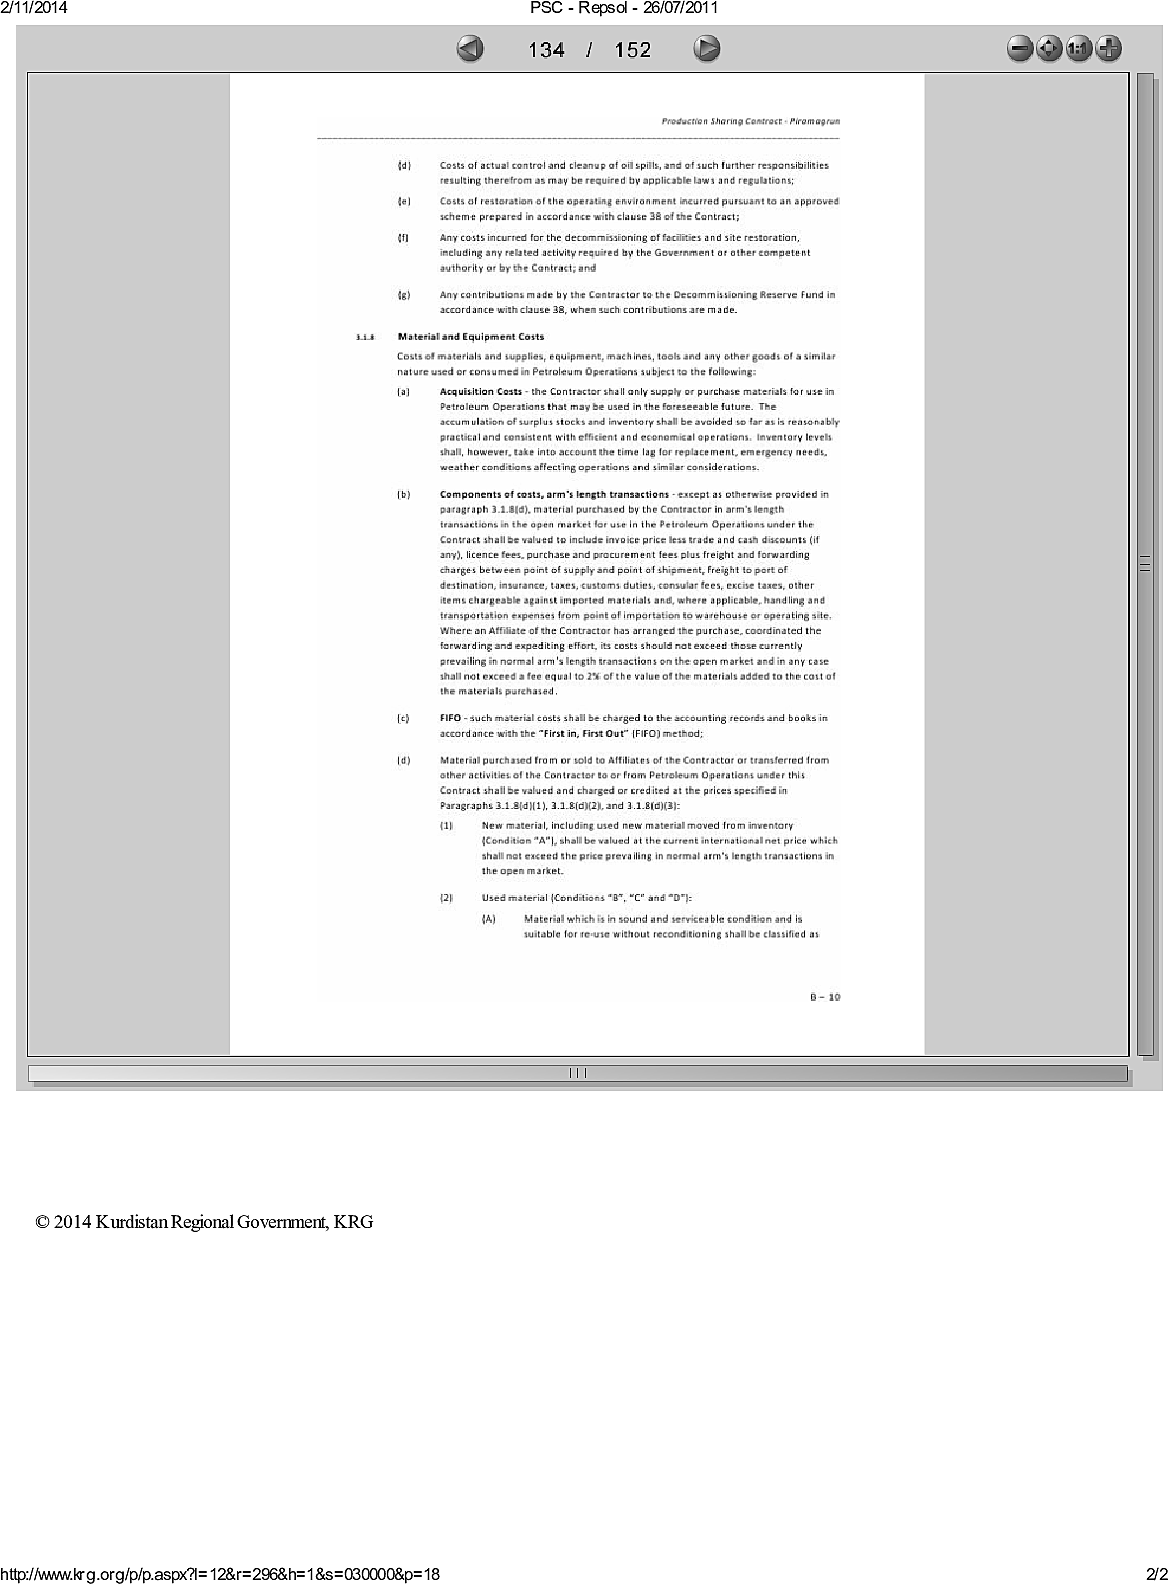 2/11/2014
PSC - Repsol - 26/07/2011
134 / 152
1:1
Production Sharing Contract - Piramagrun
(d) Costs of actual control and cleanup of oil spills, and of such further responsibilities
resulting therefrom as may be required by applicable laws and regulations;
(e) Costs of restoration of the operating environment incurred pursuant to an approved
scheme prepared in accordance with clause 38 of the Contract;
(f) Any costs incurred for the decommissioning of facilities and site restoration,
including any related activity required by the Government or other competent
authority or by the Contract; and
(g) Any contributions made by the Contractor to the Decommissioning Reserve Fund in
accordance with clause 38, when such contributions are made.
3.1.8 Material and Equipment Costs
Costs of materials and supplies, equipment, machines, tools and any other goods of a similar
nature used or consumed in Petroleum Operations subject to the following:
(a) Acquisition Costs - the Contractor shall only supply or purchase materials for use in
Petroleum Operations that may be used in the foreseeable future. The
accumulation of surplus stocks and inventory shall be avoided so far as is reasonably
practical and consistent with efficient and economical operations. Inventory levels
shall, however, take into account the time lag for replacement, emergency needs,
weather conditions affecting operations and similar considerations.
(b) Components of costs, arm's length transactions - except as otherwise provided in
paragraph 3.1.8(d), material purchased by the Contractor in arm's length
transactions in the open market for use in the Petroleum Operations under the
Contract shall be valued to include invoice price less trade and cash discounts (if
any), licence fees, purchase and procurement fees plus freight and forwarding
charges between point of supply and point of shipment, freight to port of
destination, insurance, taxes, customs duties, consular fees, excise taxes, other
items chargeable against imported materials and, where applicable, handling and
transportation expenses from point of importation to warehouse or operating site.
Where an Affiliate of the Contractor has arranged the purchase, coordinated the
forwarding and expediting effort, its costs should not exceed those currently
prevailing in normal arm's length transactions on the open market and in any case
shall not exceed a fee equal to 2% of the value of the materials added to the cost of
the materials purchased.
(c) FIFO - such material costs shall be charged to the accounting records and books in
accordance with the "First in, First Out" (FIFO) method;
(d) Material purchased from or sold to Affiliates of the Contractor or transferred from
other activities of the Contractor to or from Petroleum Operations under this
Contract shall be valued and charged or credited at the prices specified in
Paragraphs 3.1.8(d)(1), 3.1.8(d)(2), and 3.1.8(d)(3):
(1) New material, including used new material moved from inventory
(Condition "A"), shall be valued at the current international net price which
shall not exceed the price prevailing in normal arm's length transactions in
the open market.
(2) Used material (Conditions "B", "C" and "D"):
(A) Material which is in sound and serviceable condition and is
suitable for re-use without reconditioning shall be classified as
B – 10
© 2014 Kurdistan Regional Government, KRG
http://www.krg.org/p/p.aspx?l=12&r=296&h=1&s=030000&p=18
2/2